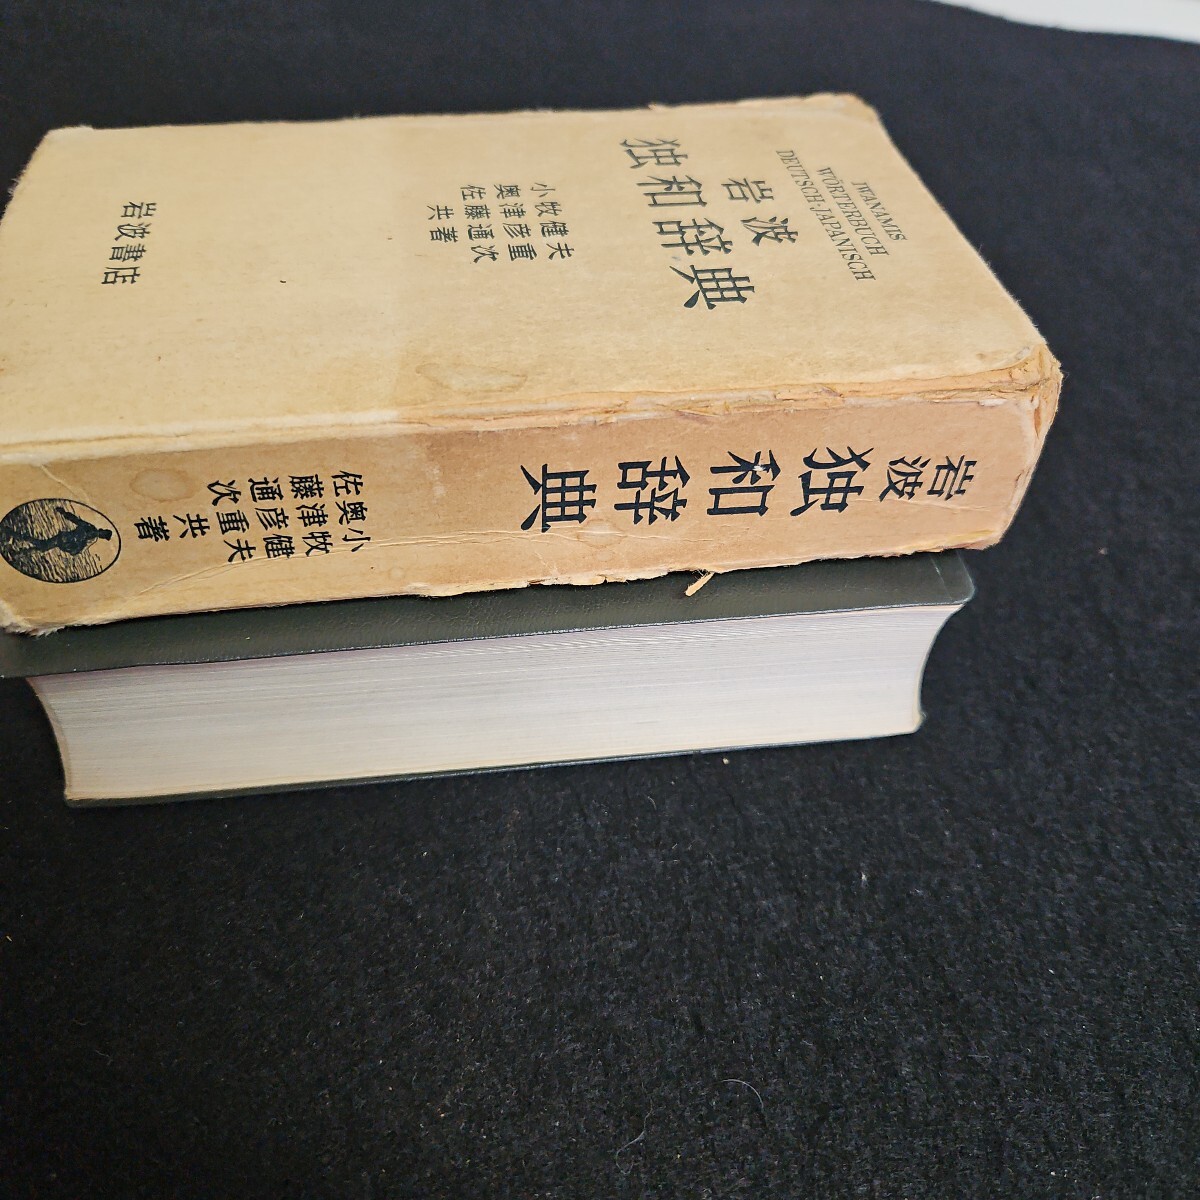 IWANAMIS
WÖRTERBUCH
DEUTSCH-JAPANISCH
岩波
独和辞典
小牧健夫
奥津彦重
佐藤通次
共著
岩波書店
岩波
独和辞典
小牧健夫
奥津彦重共著
佐藤通次